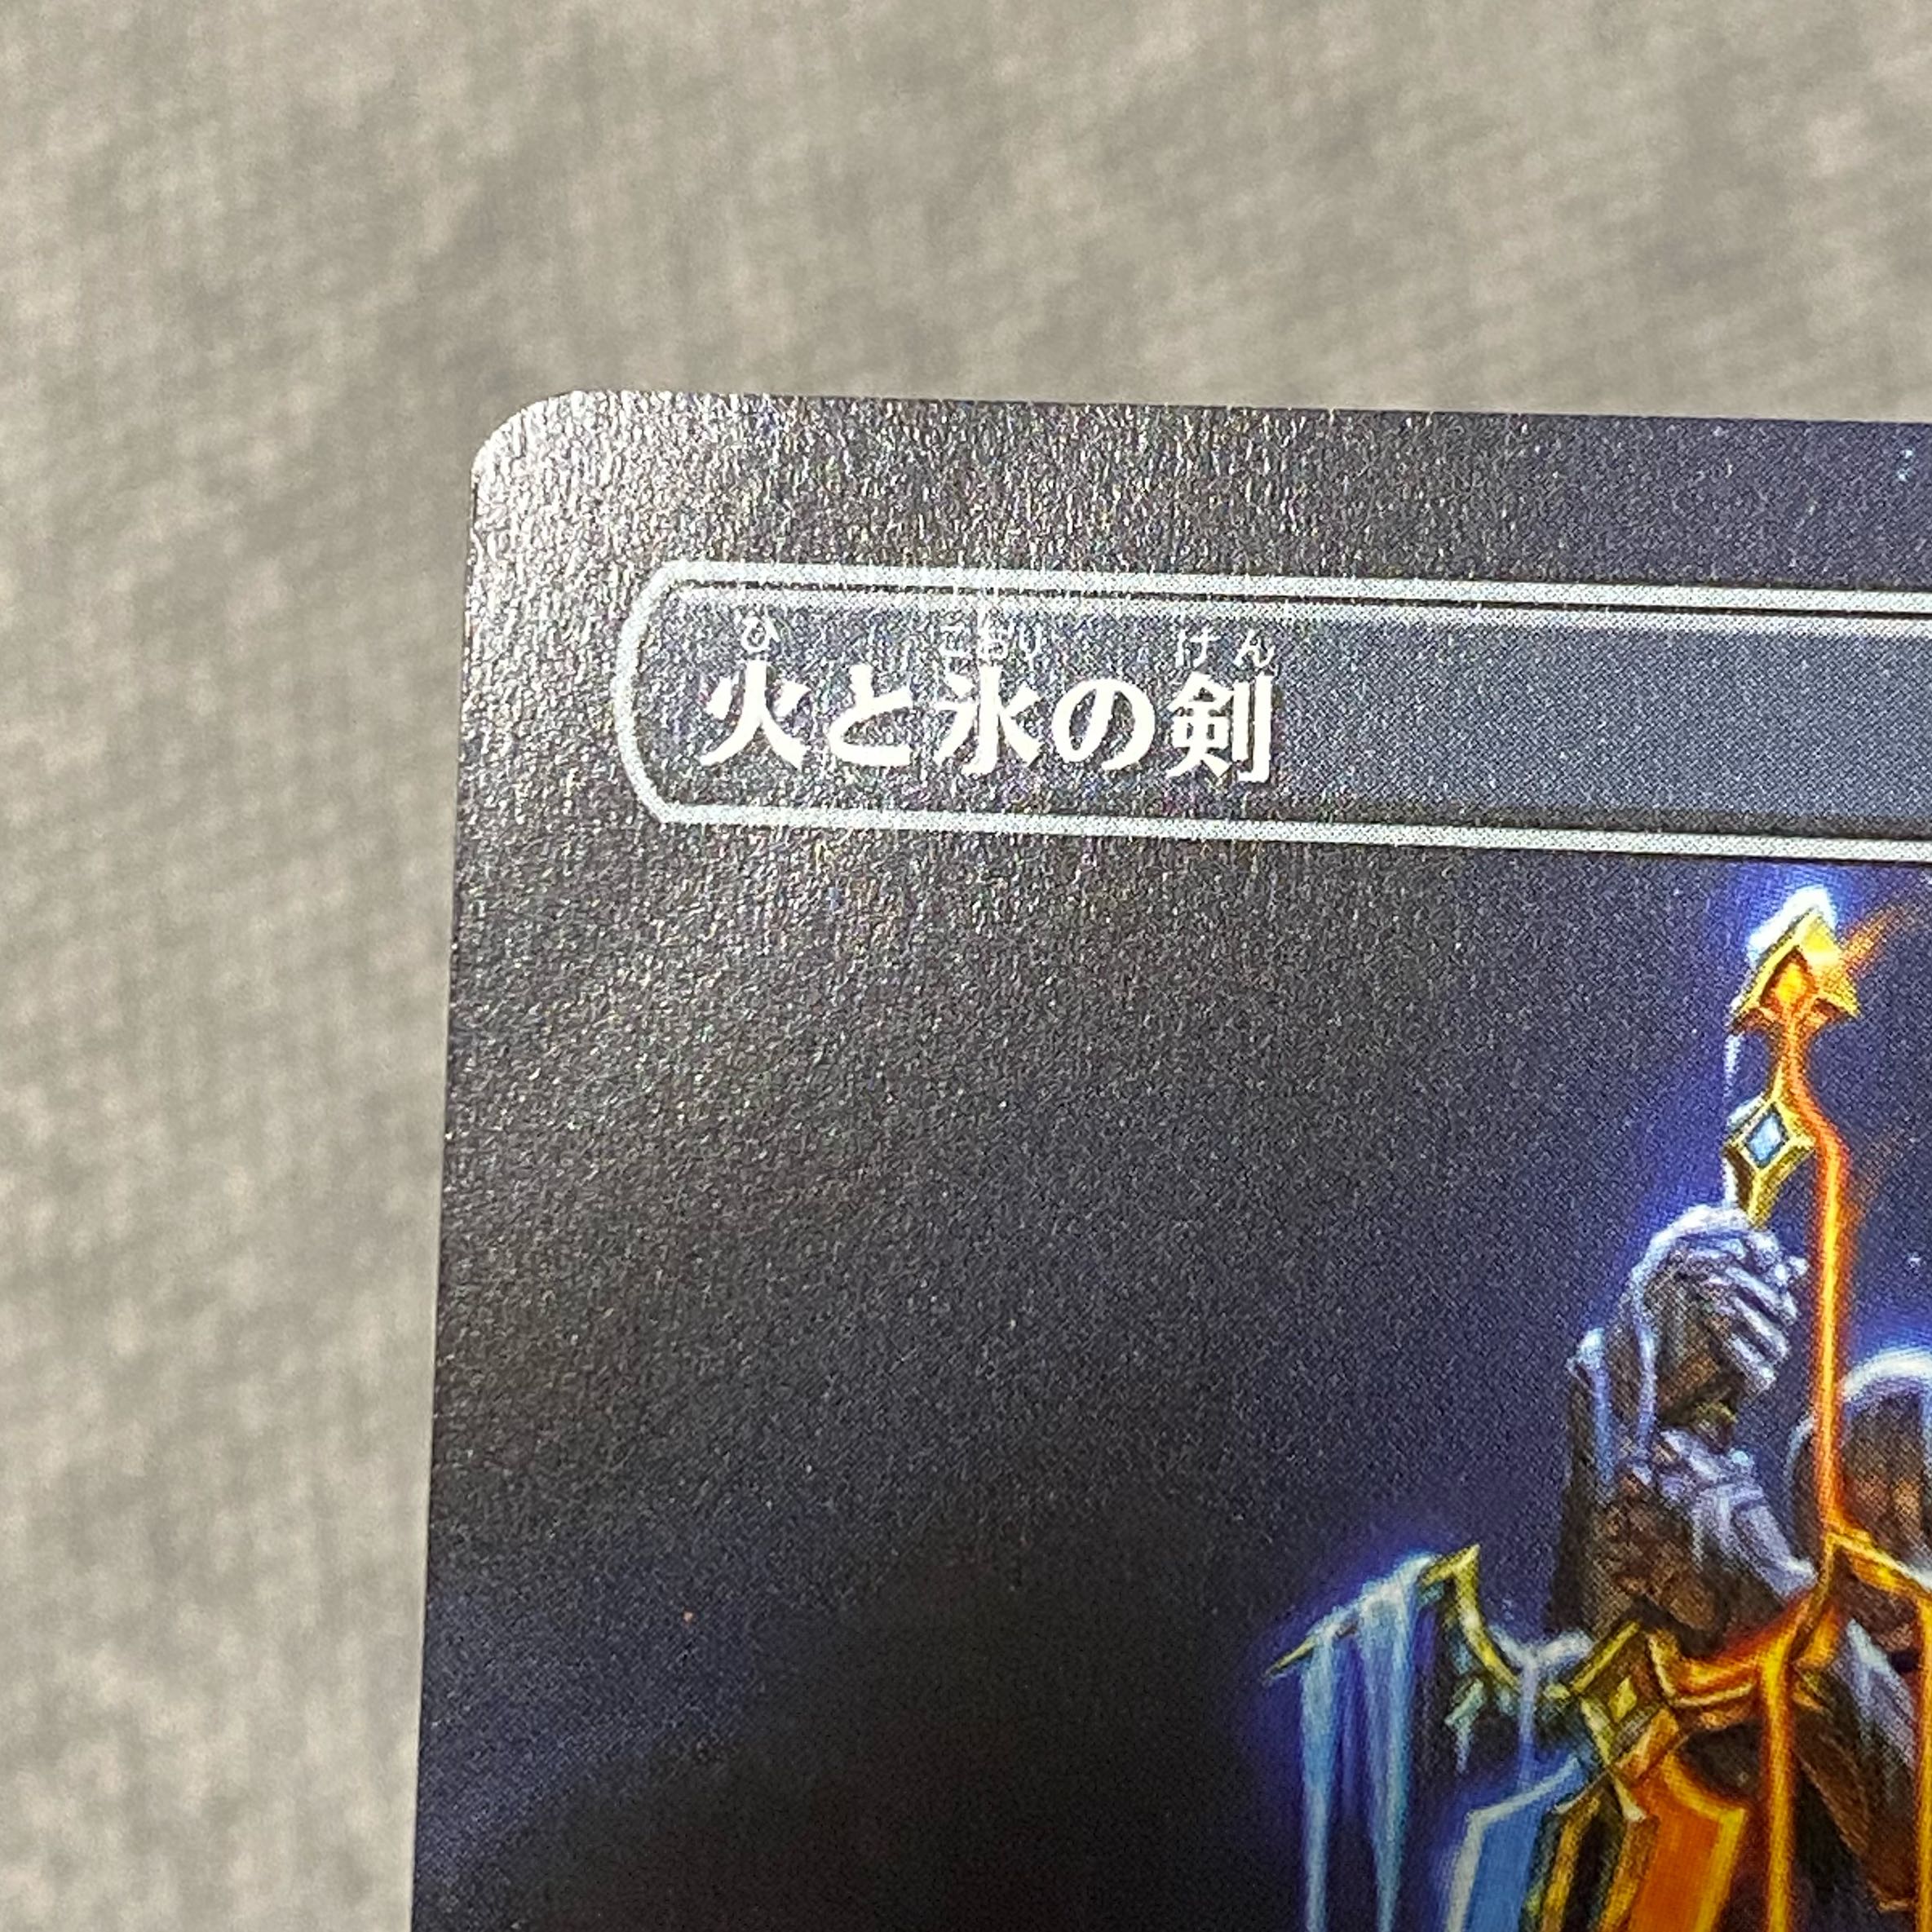 ひ こおり けん
火と氷の剣